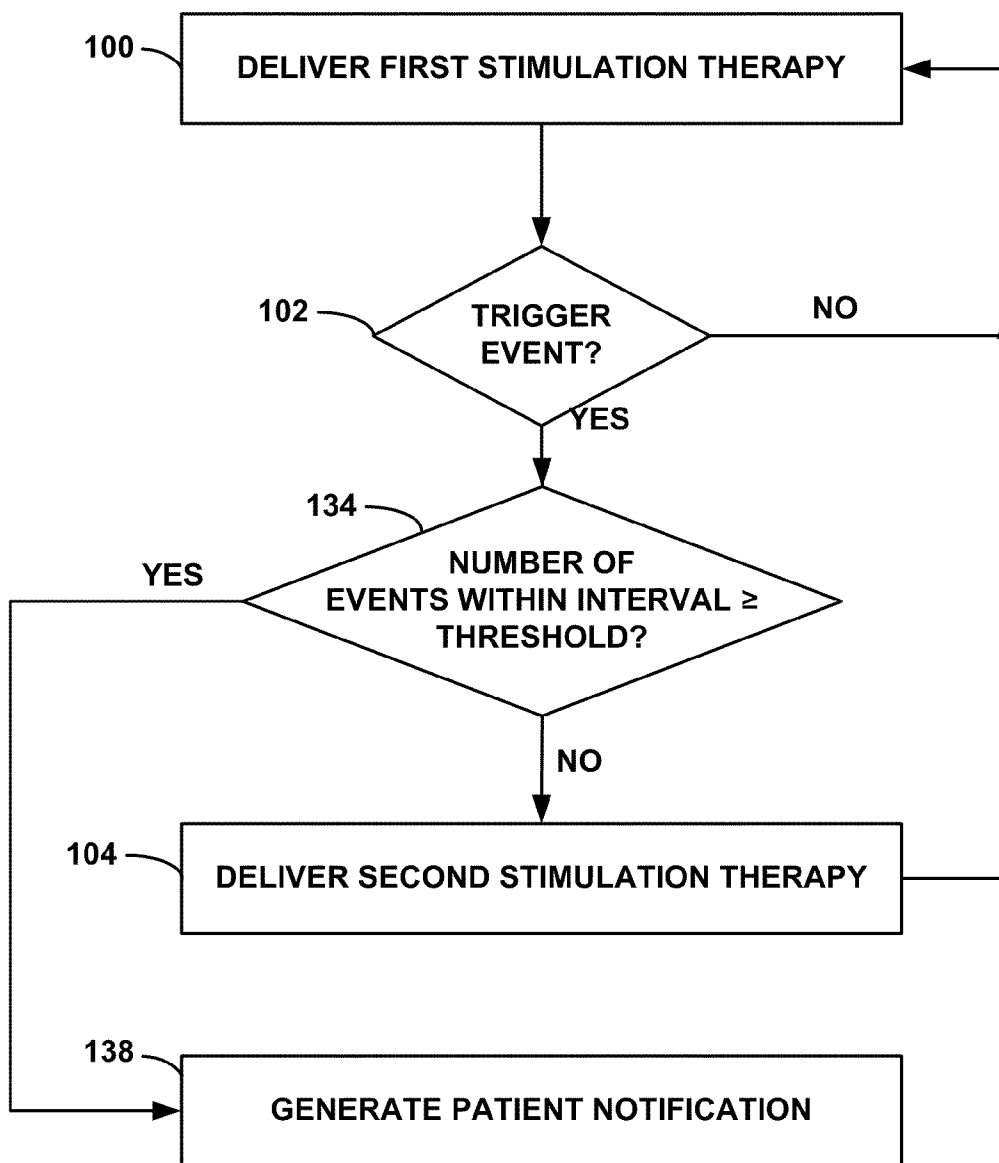 100
DELIVER FIRST STIMULATION THERAPY
102
TRIGGER
EVENT?
NO
YES
134
NUMBER OF
EVENTS WITHIN INTERVAL ≥
THRESHOLD?
YES
NO
104
DELIVER SECOND STIMULATION THERAPY
138
GENERATE PATIENT NOTIFICATION